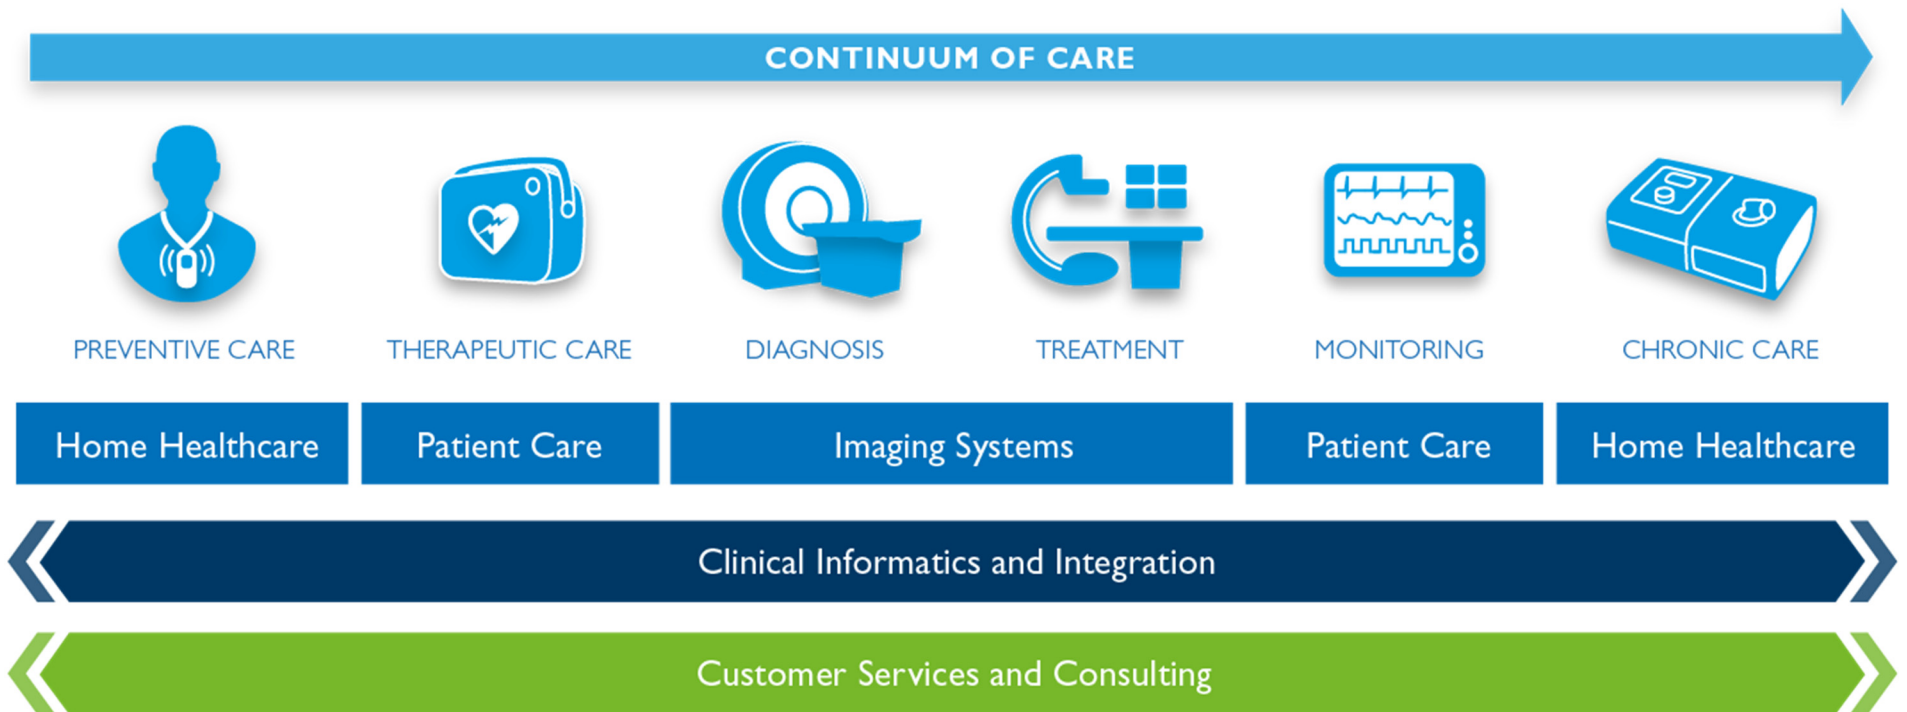 CONTINUUM OF CARE
PREVENTIVE CARE
THERAPEUTIC CARE
DIAGNOSIS
TREATMENT
MONITORING
CHRONIC CARE
Home Healthcare
Patient Care
Imaging Systems
Patient Care
Home Healthcare
Clinical Informatics and Integration
Customer Services and Consulting